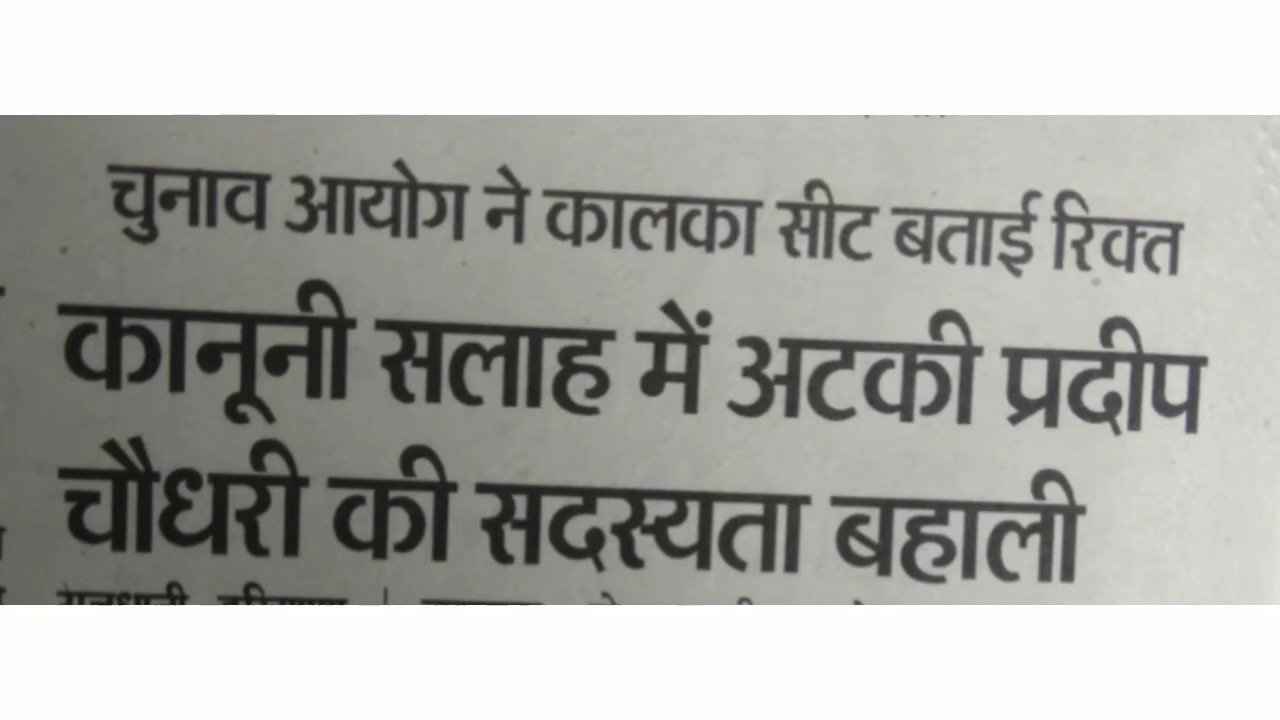 चुनाव आयोग ने कालका सीट बताई रिक्त
कानूनी सलाह में अटकी प्रदीप
चौधरी की सदस्यता बहाली